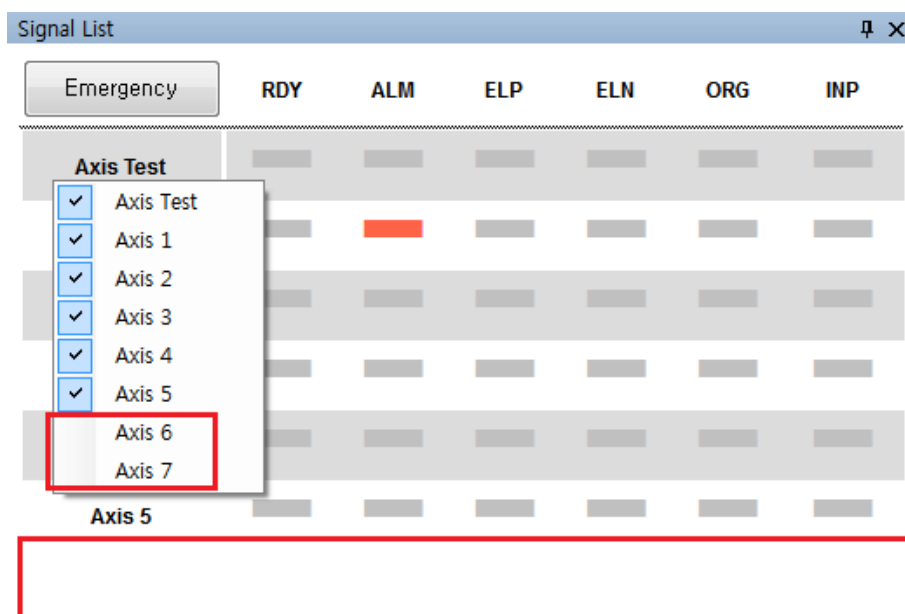 Signal List
Emergency RDY ALM ELP ELN ORG INP
Axis Test
Axis Test
Axis 1
Axis 2
Axis 3
Axis 4
Axis 5
Axis 6
Axis 7
Axis 5